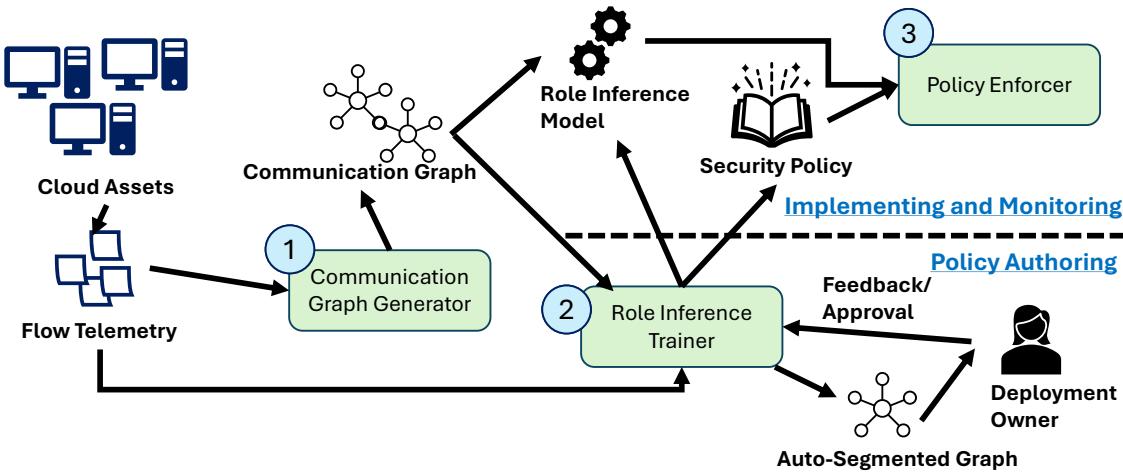 3
Policy Enforcer
Role Inference
Model
Security Policy
Communication Graph
Cloud Assets
Implementing and Monitoring
Policy Authoring
1
Communication
Graph Generator
Flow Telemetry
2
Role Inference
Trainer
Feedback/
Approval
Deployment
Owner
Auto-Segmented Graph